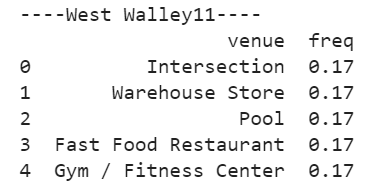 ----West Walley11----
venue freq
0 Intersection 0.17
1 Warehouse Store 0.17
2 Pool 0.17
3 Fast Food Restaurant 0.17
4 Gym / Fitness Center 0.17